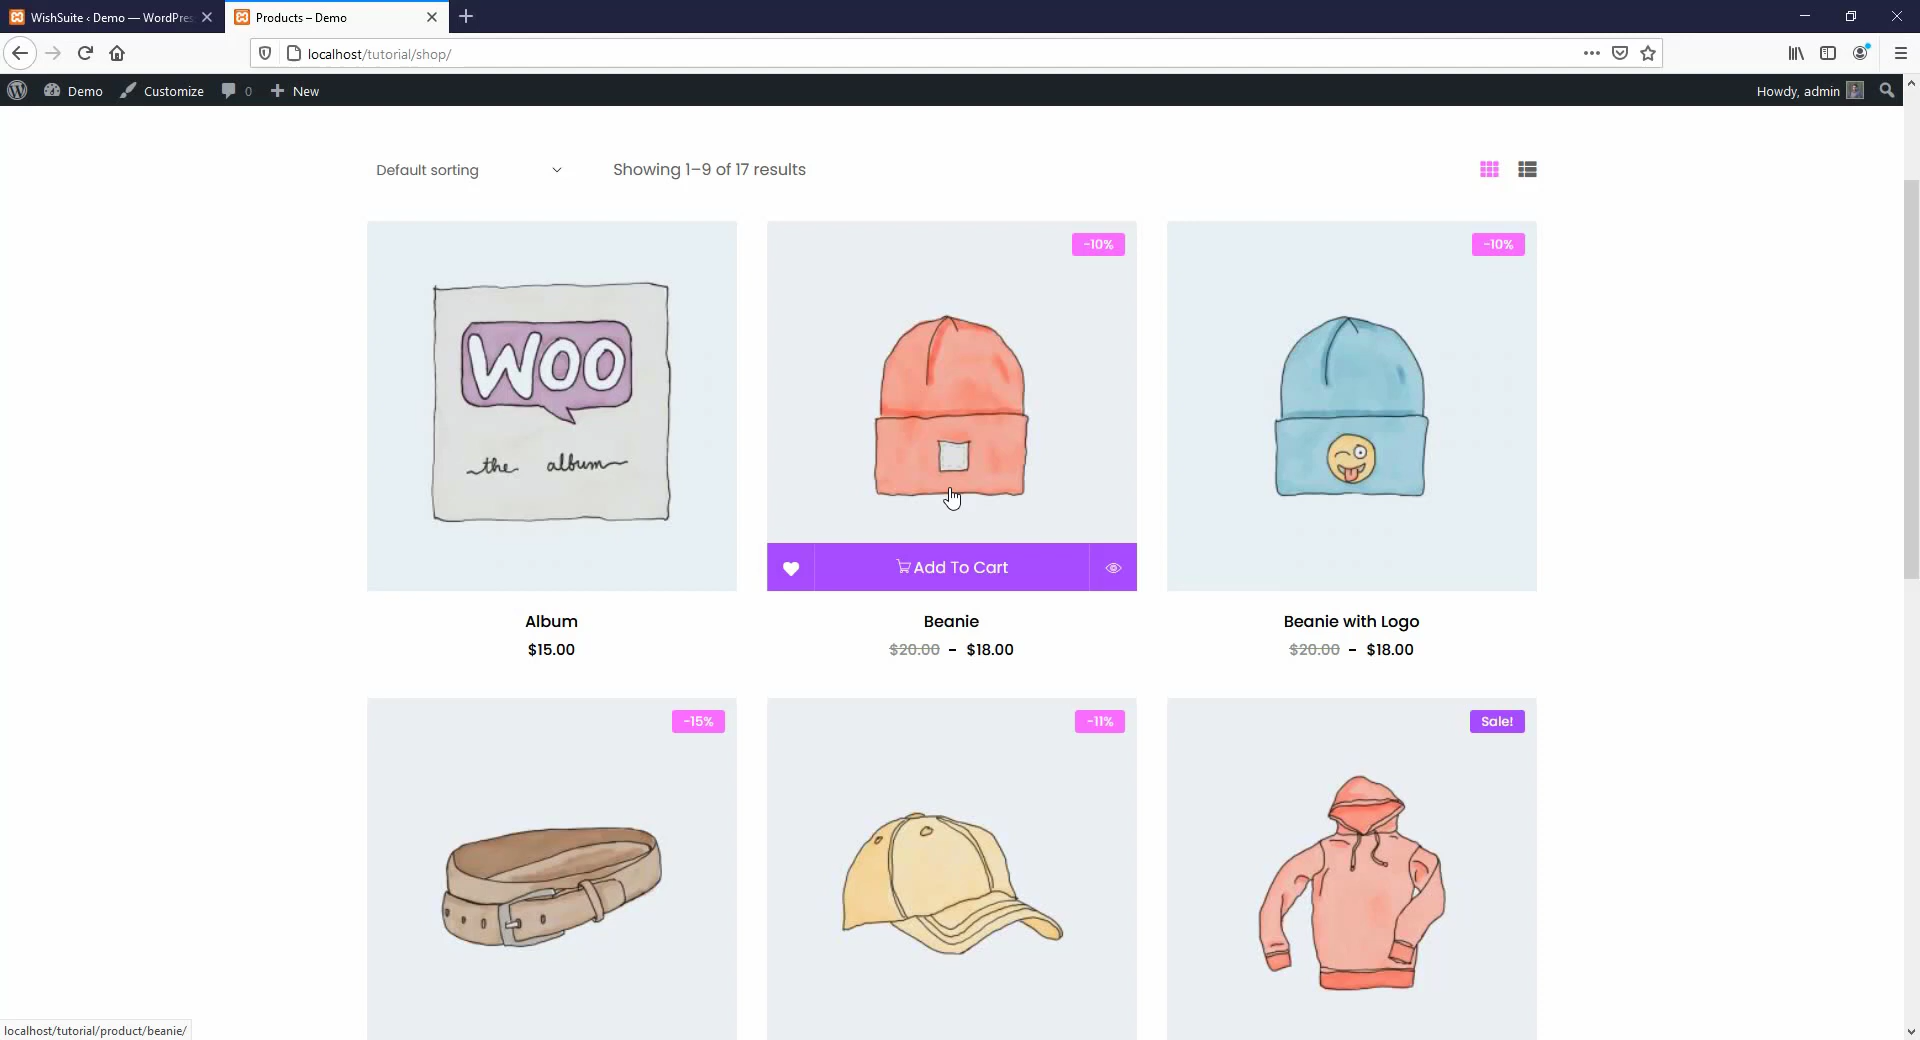 WishSuite ‹ Demo — WordPres
Products – Demo
localhost/tutorial/shop/
Demo
Customize
0
New
Howdy, admin
Default sorting
Showing 1–9 of 17 results
WOO
the album
-10%
-10%
Add To Cart
Album
Beanie
Beanie with Logo
$15.00
$20.00 – $18.00
$20.00 – $18.00
-15%
-11%
Sale!
localhost/tutorial/product/beanie/